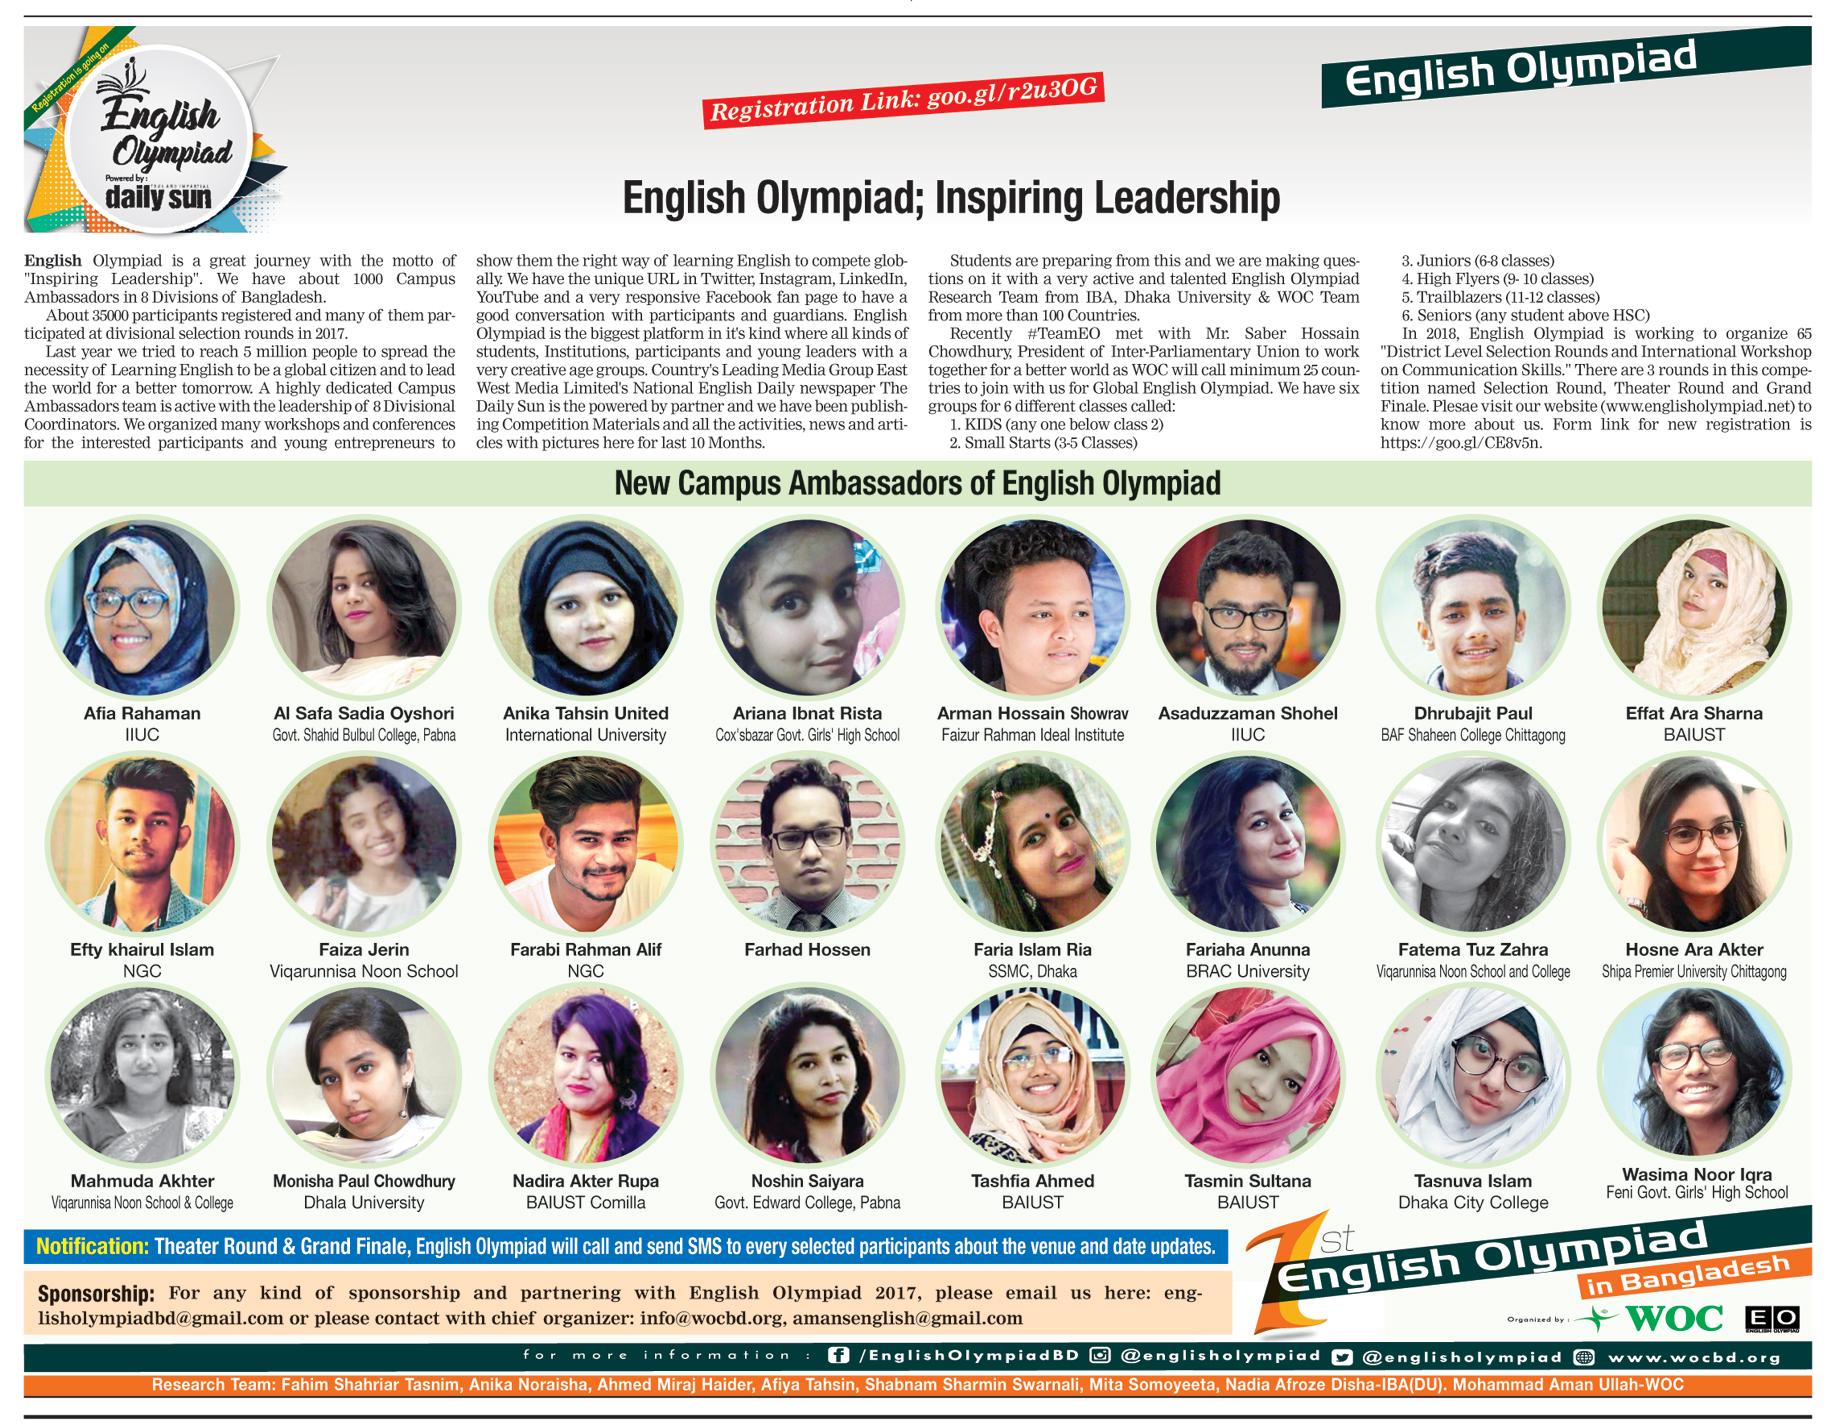 Registration is going on
English
Olympiad
Powered by :
daily sun
Registration Link: goo.gl/r2u3OG
English Olympiad
English Olympiad; Inspiring Leadership
English Olympiad is a great journey with the motto of
"Inspiring Leadership". We have about 1000 Campus
Ambassadors in 8 Divisions of Bangladesh.
About 35000 participants registered and many of them par-
ticipated at divisional selection rounds in 2017.
Last year we tried to reach 5 million people to spread the
necessity of Learning English to be a global citizen and to lead
the world for a better tomorrow. A highly dedicated Campus
Ambassadors team is active with the leadership of 8 Divisional
Coordinators. We organized many workshops and conferences
for the interested participants and young entrepreneurs to
show them the right way of learning English to compete glob-
ally. We have the unique URL in Twitter, Instagram, LinkedIn,
YouTube and a very responsive Facebook fan page to have a
good conversation with participants and guardians. English
Olympiad is the biggest platform in it's kind where all kinds of
students, Institutions, participants and young leaders with a
very creative age groups. Country's Leading Media Group East
West Media Limited's National English Daily newspaper The
Daily Sun is the powered by partner and we have been publish-
ing Competition Materials and all the activities, news and arti-
cles with pictures here for last 10 Months.
Students are preparing from this and we are making ques-
tions on it with a very active and talented English Olympiad
Research Team from IBA, Dhaka University & WOC Team
from more than 100 Countries.
Recently #TeamEO met with Mr. Saber Hossain
Chowdhury, President of Inter-Parliamentary Union to work
together for a better world as WOC will call minimum 25 coun-
tries to join with us for Global English Olympiad. We have six
groups for 6 different classes called:
1. KIDS (any one below class 2)
2. Small Starts (3-5 Classes)
3. Juniors (6-8 classes)
4. High Flyers (9- 10 classes)
5. Trailblazers (11-12 classes)
6. Seniors (any student above HSC)
In 2018, English Olympiad is working to organize 65
"District Level Selection Rounds and International Workshop
on Communication Skills." There are 3 rounds in this compe-
tition named Selection Round, Theater Round and Grand
Finale. Plesae visit our website (www.englisholympiad.net) to
know more about us. Form link for new registration is
https://goo.gl/CE8v5n.
New Campus Ambassadors of English Olympiad
Afia Rahaman
IIUC
Al Safa Sadia Oyshori
Govt. Shahid Bulbul College, Pabna
Anika Tahsin United
International University
Ariana Ibnat Rista
Cox'sbazar Govt. Girls' High School
Arman Hossain Showrav
Faizur Rahman Ideal Institute
Asaduzzaman Shohel
IIUC
Dhrubajit Paul
BAF Shaheen College Chittagong
Effat Ara Sharna
BAIUST
Efty khairul Islam
NGC
Faiza Jerin
Viqarunnisa Noon School
Farabi Rahman Alif
NGC
Farhad Hossen
Faria Islam Ria
SSMC, Dhaka
Fariaha Anunna
BRAC University
Fatema Tuz Zahra
Viqarunnisa Noon School and College
Hosne Ara Akter
Shipa Premier University Chittagong
Mahmuda Akhter
Viqarunnisa Noon School & College
Monisha Paul Chowdhury
Dhala University
Nadira Akter Rupa
BAIUST Comilla
Noshin Saiyara
Govt. Edward College, Pabna
Tashfia Ahmed
BAIUST
Tasmin Sultana
BAIUST
Tasnuva Islam
Dhaka City College
Wasima Noor Iqra
Feni Govt. Girls' High School
Notification: Theater Round & Grand Finale, English Olympiad will call and send SMS to every selected participants about the venue and date updates.
Sponsorship: For any kind of sponsorship and partnering with English Olympiad 2017, please email us here: eng-
lisholympiadbd@gmail.com or please contact with chief organizer: info@wocbd.org, amansenglish@gmail.com
1st
English Olympiad
in Bangladesh
Organized by : WOC EO
ENGLISH OLYMPIAD
for more information : /EnglishOlympiadBD @englisholympiad @englisholympiad www.wocbd.org
Research Team: Fahim Shahriar Tasnim, Anika Noraisha, Ahmed Miraj Haider, Afiya Tahsin, Shabnam Sharmin Swarnali, Mita Somoyeeta, Nadia Afroze Disha-IBA(DU). Mohammad Aman Ullah-WOC